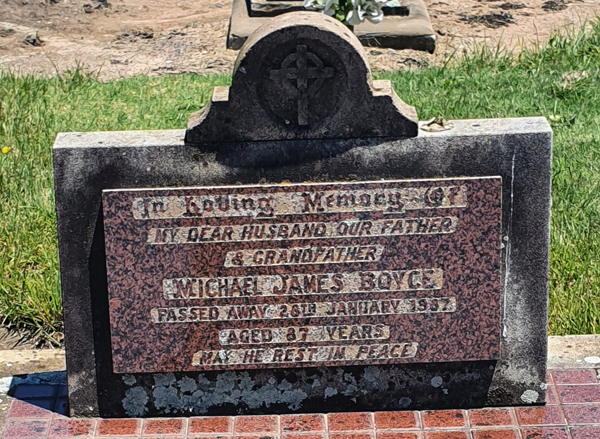 In Loving Memory Of
MY DEAR HUSBAND OUR FATHER
& GRANDFATHER
MICHAEL JAMES BOYCE
PASSED AWAY 26TH JANUARY
AGED 87 YEARS
MAY HE REST IN PEACE